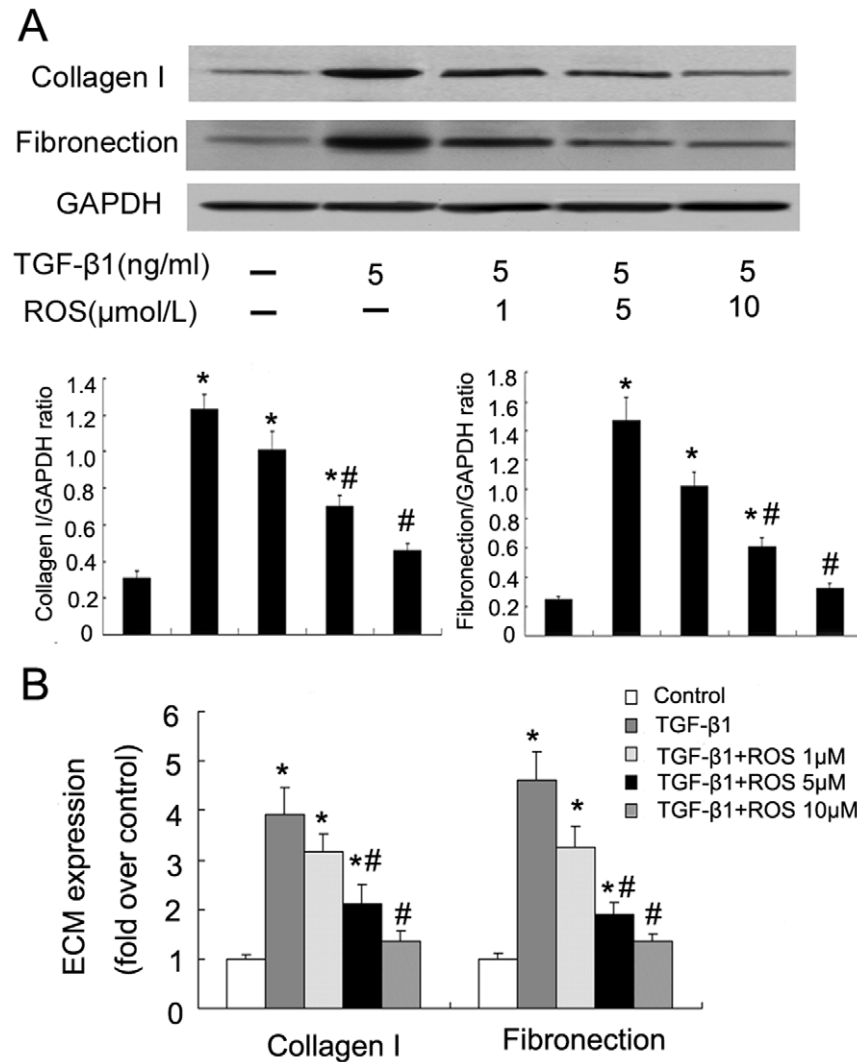 A
Collagen I
Fibronection
GAPDH
TGF-β1(ng/ml) — 5 5 5 5
ROS(μmol/L) — — 1 5 10
Collagen I/GAPDH ratio
1.4
1.2
1.0
0.8
0.6
0.4
0.2
0
*
*
*#
#
Fibronection/GAPDH ratio
1.8
1.6
1.4
1.2
1.0
0.8
0.6
0.4
0.2
0
*
*
*#
#
B
ECM expression
(fold over control)
6
5
4
3
2
1
0
*
*
*#
#
*
*
*#
#
Collagen I
Fibronection
Control
TGF-β1
TGF-β1+ROS 1μM
TGF-β1+ROS 5μM
TGF-β1+ROS 10μM